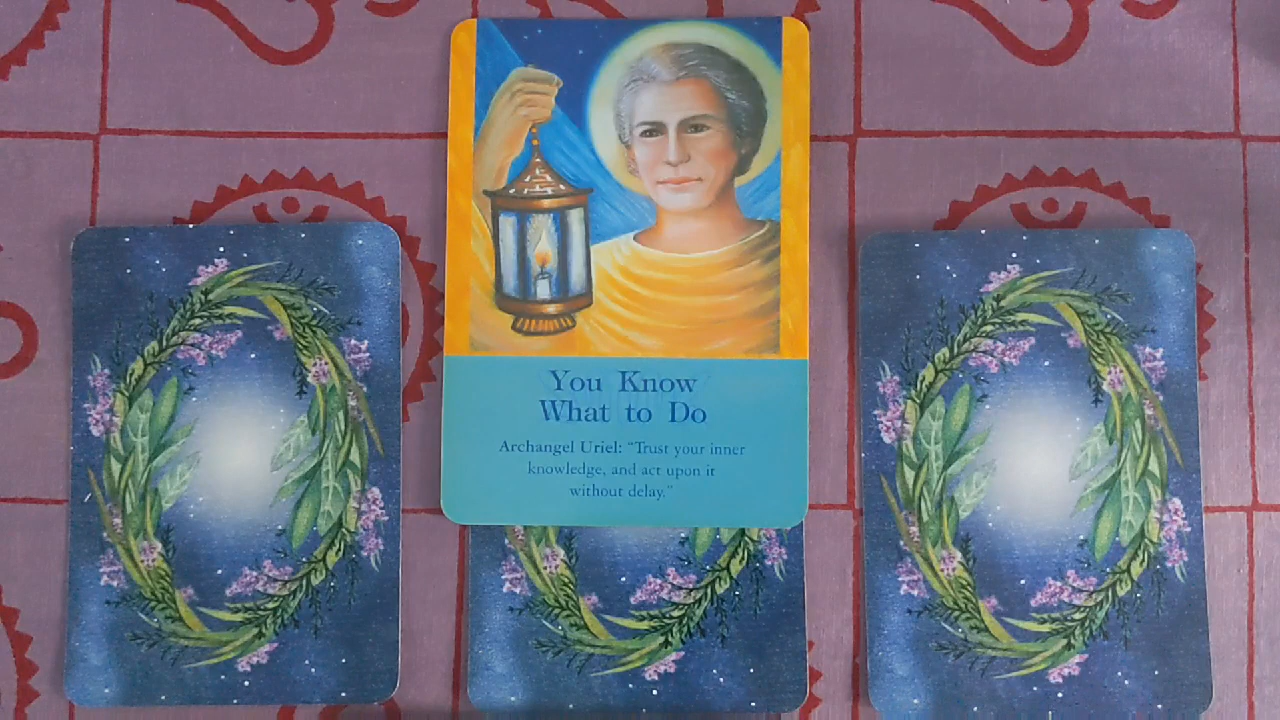 You Know
What to Do
Archangel Uriel: "Trust your inner
knowledge, and act upon it
without delay."